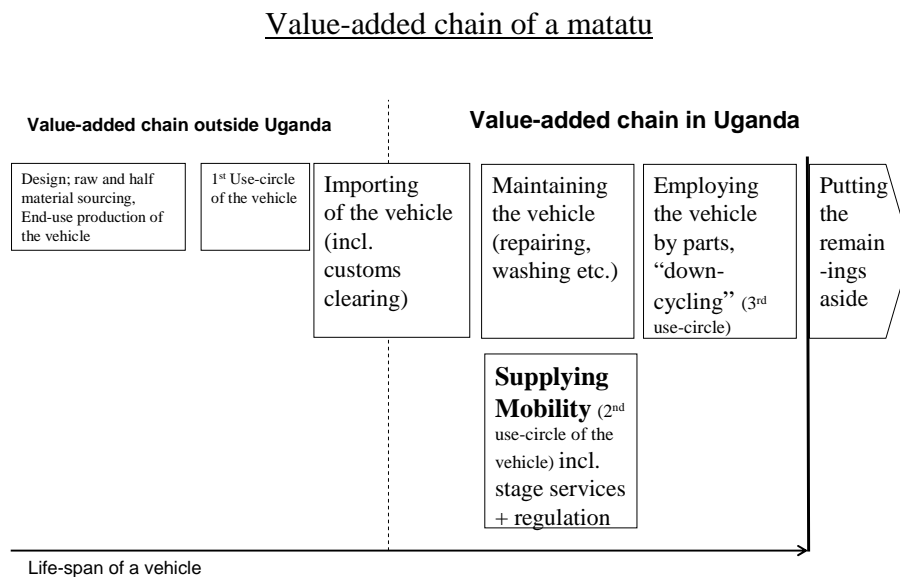 Value-added chain of a matatu
Value-added chain outside Uganda
Value-added chain in Uganda
Design; raw and half
material sourcing,
End-use production of
the vehicle
1st Use-circle
of the vehicle
Importing
of the vehicle
(incl.
customs
clearing)
Maintaining
the vehicle
(repairing,
washing etc.)
Employing
the vehicle
by parts,
“down-
cycling” (3rd
use-circle)
Putting
the
remain
-ings
aside
Supplying
Mobility (2nd
use-circle of the
vehicle) incl.
stage services
+ regulation
Life-span of a vehicle